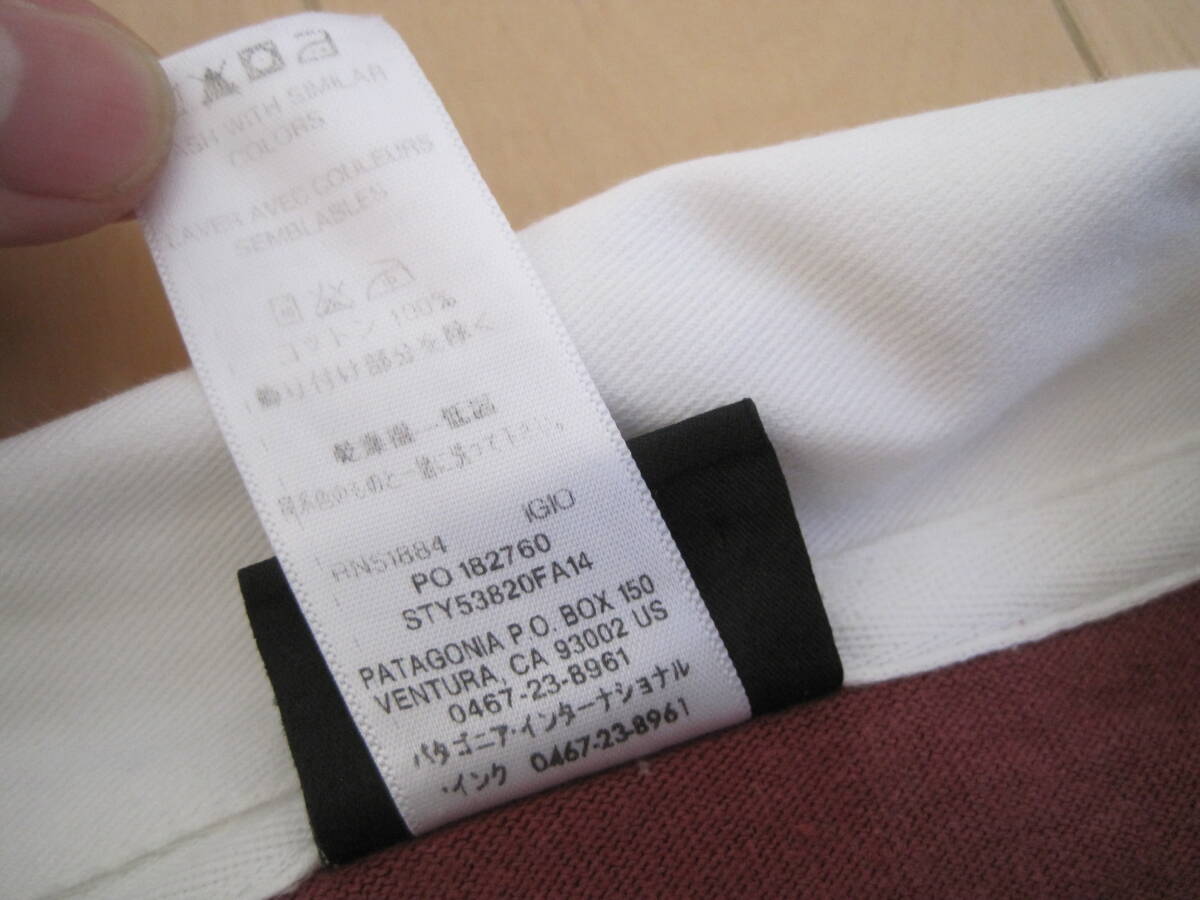 WITH SIMILAR
COLORS
LAVER AVEC COULEURS
SEMBLABLES
コットン 100%
飾り付け部分を除く
乾燥機ー低温
同系色のものと一緒に洗って下さい。
IGIO
RN51884
PO 182760
STY53820FA14
PATAGONIA P.O. BOX 150
VENTURA, CA 93002 US
0467-23-8961
パタゴニア・インターナショナル
・インク 0467-23-8961